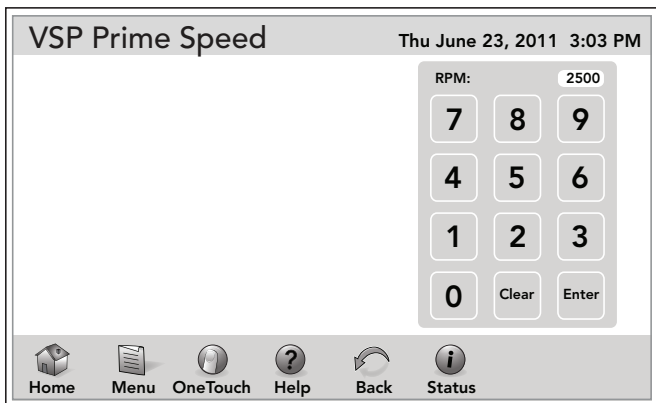 VSP Prime Speed
Thu June 23, 2011 3:03 PM
RPM: 2500
7 8 9
4 5 6
1 2 3
0 Clear Enter
? i
Home Menu OneTouch Help Back Status